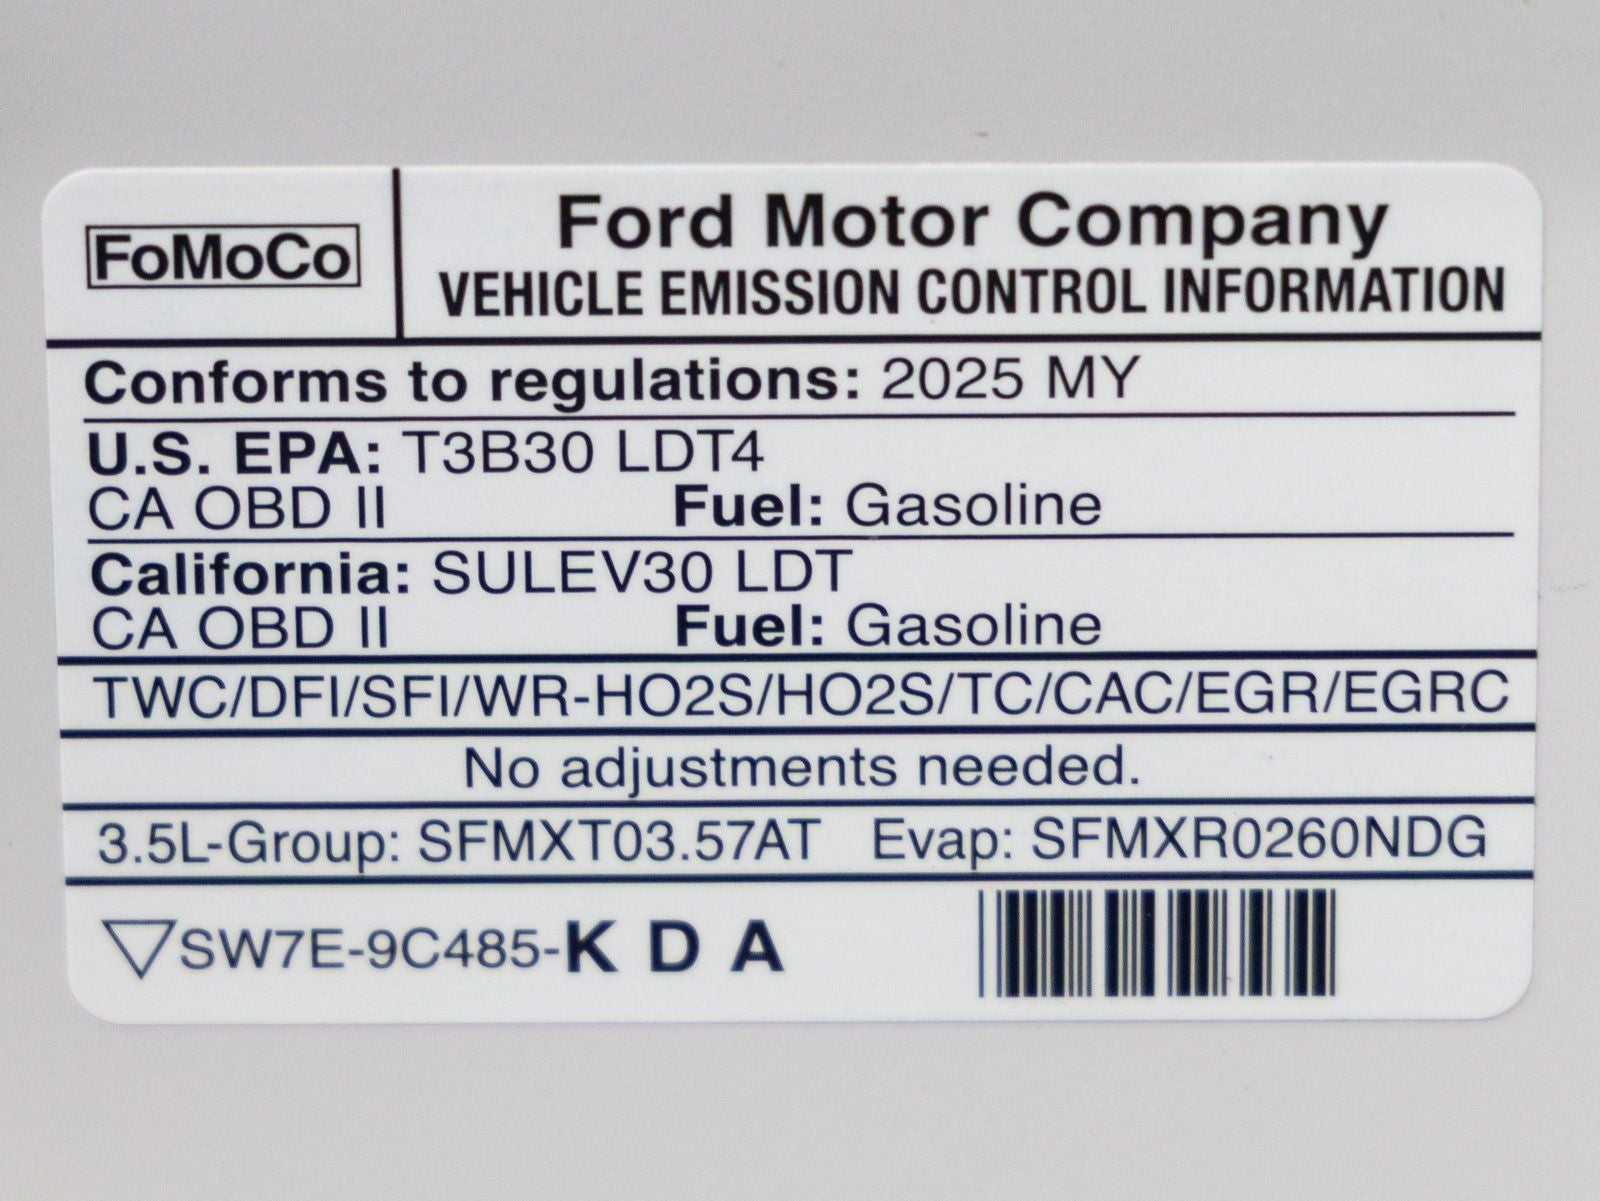 FoMoCo
Ford Motor Company
VEHICLE EMISSION CONTROL INFORMATION
Conforms to regulations: 2025 MY
U.S. EPA: T3B30 LDT4
CA OBD II Fuel: Gasoline
California: SULEV30 LDT
CA OBD II Fuel: Gasoline
TWC/DFI/SFI/WR-HO2S/HO2S/TC/CAC/EGR/EGRC
No adjustments needed.
3.5L-Group: SFMXT03.57AT Evap: SFMXR0260NDG
SW7E-9C485-K D A